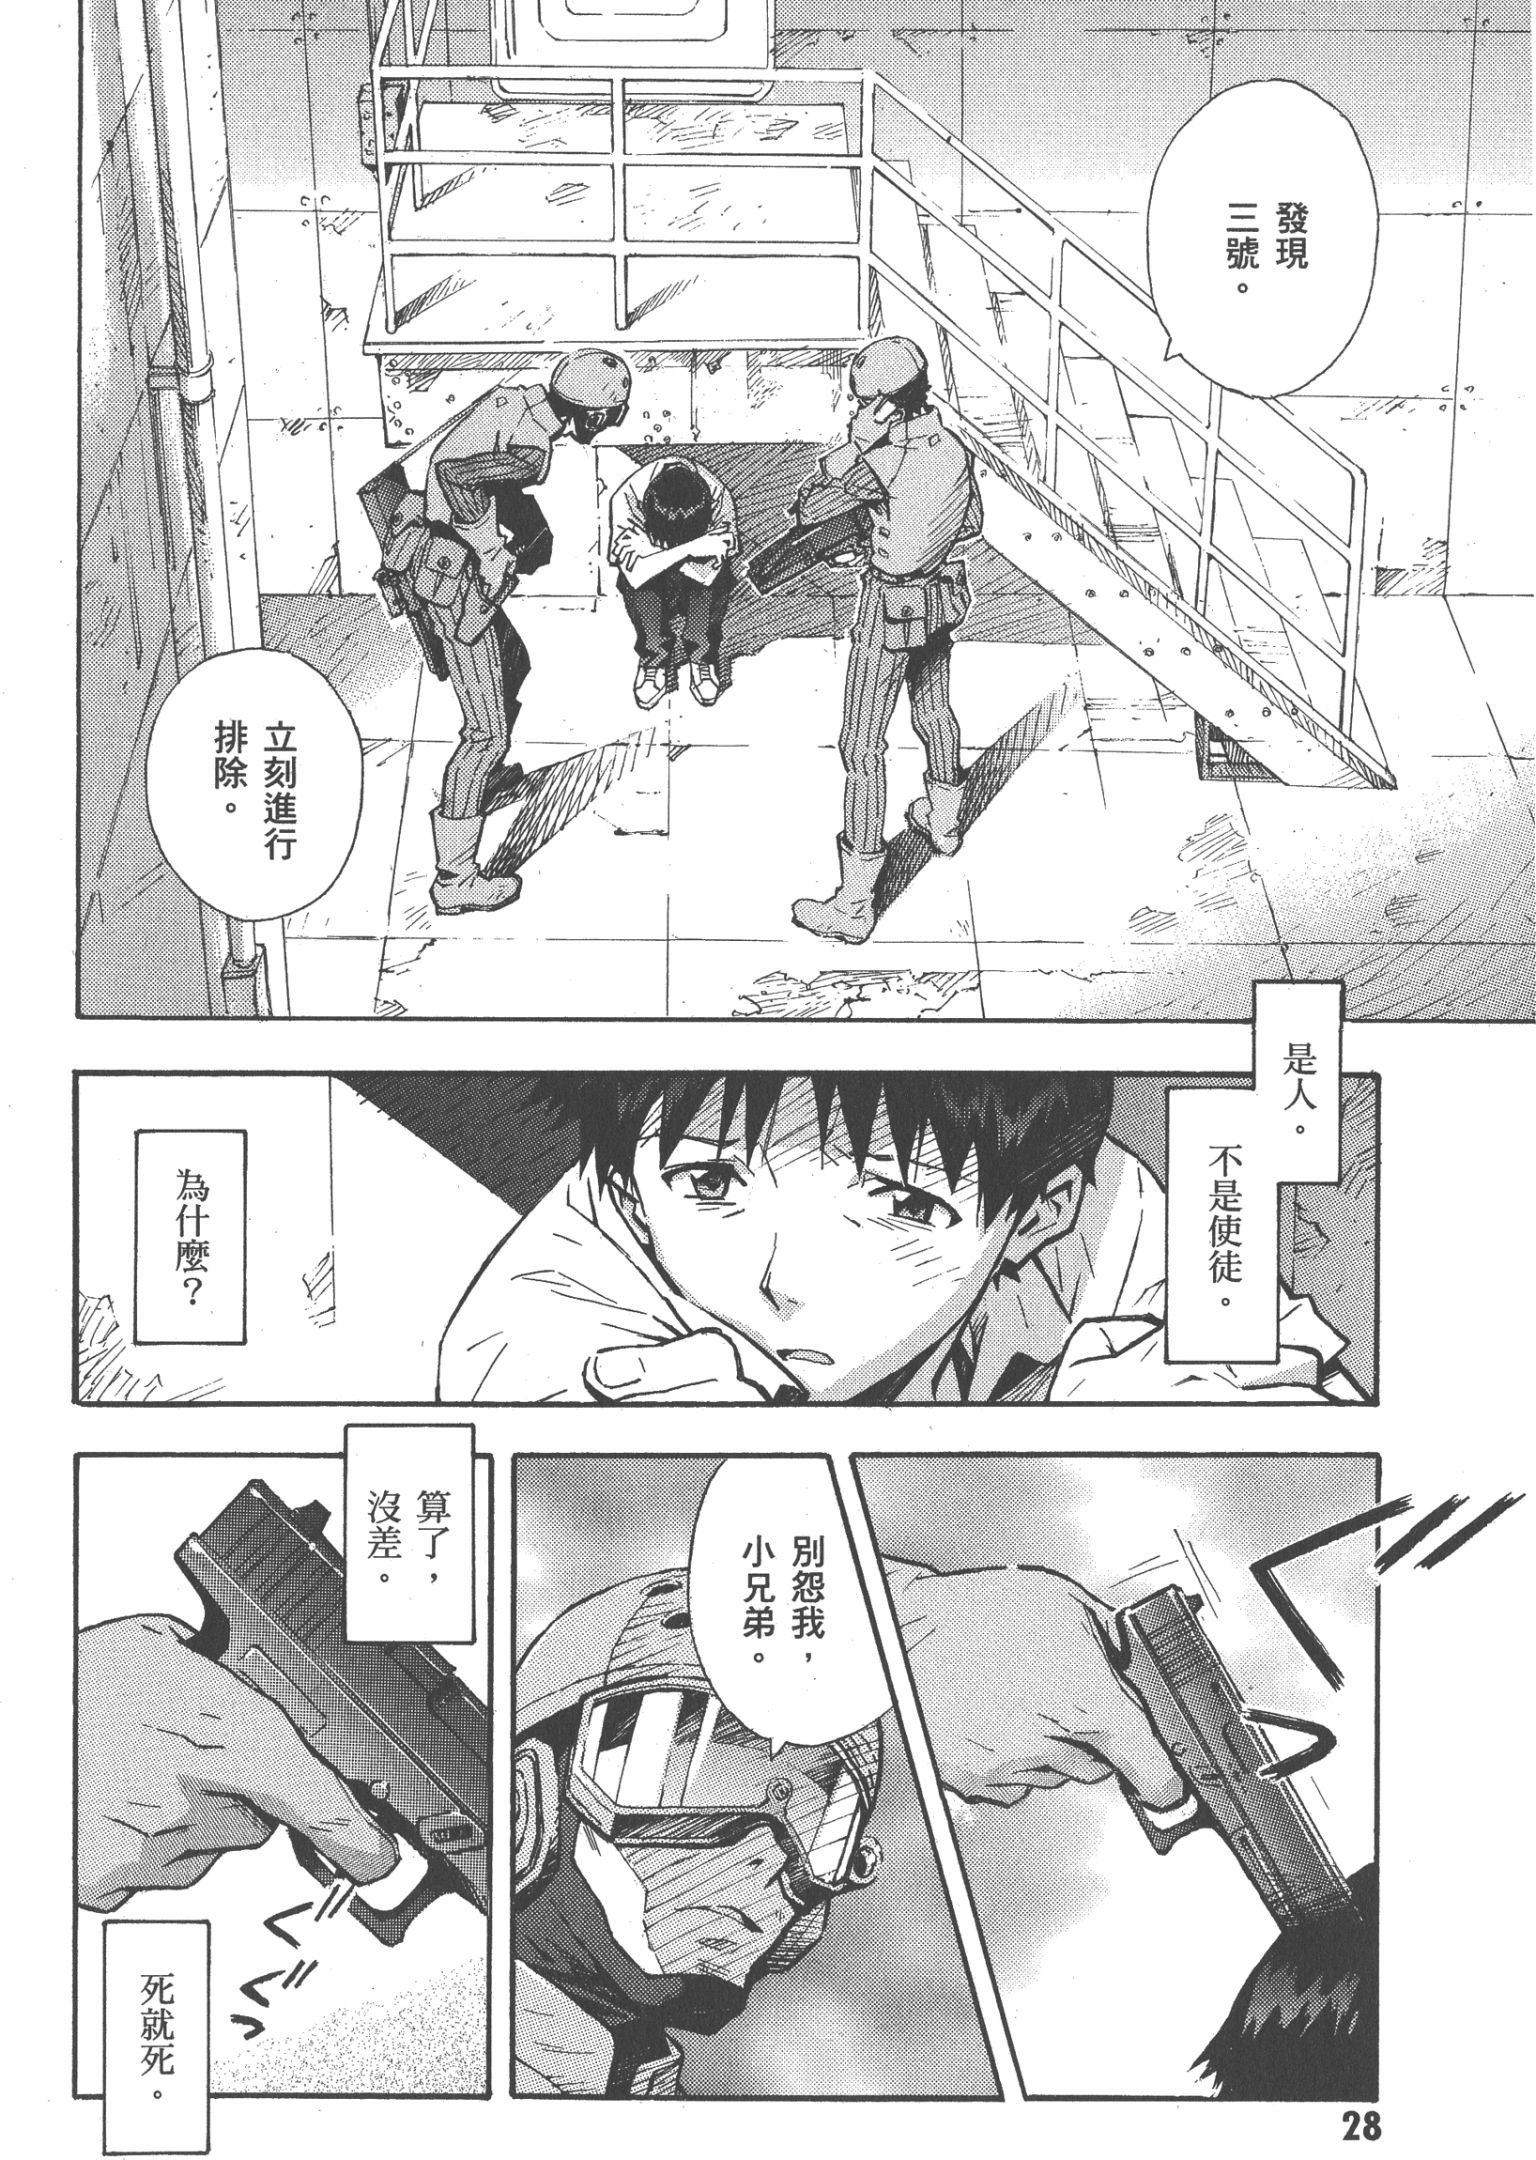 發現
三號。
立刻進行
排除。
是人。
不是使徒。
為什麼？
別怨我，
小兄弟。
算了，
沒差。
死就死。
28